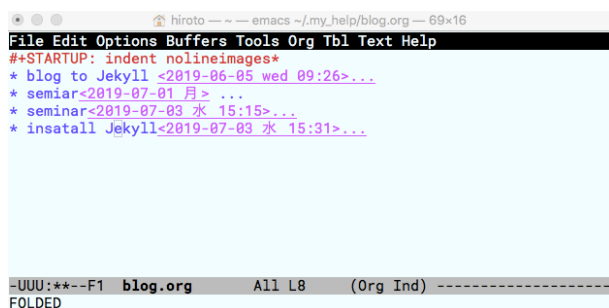 hiroto — ~ — emacs ~/.my_help/blog.org — 69×16
File Edit Options Buffers Tools Org Tbl Text Help
#+STARTUP: indent nolineimages*
* blog to Jekyll <2019-06-05 wed 09:26>...
* semiar<2019-07-01 月> ...
* seminar<2019-07-03 水 15:15>...
* insatall Jekyll<2019-07-03 水 15:31>...
-UUU:**--F1 blog.org All L8 (Org Ind) --------------------
FOLDED